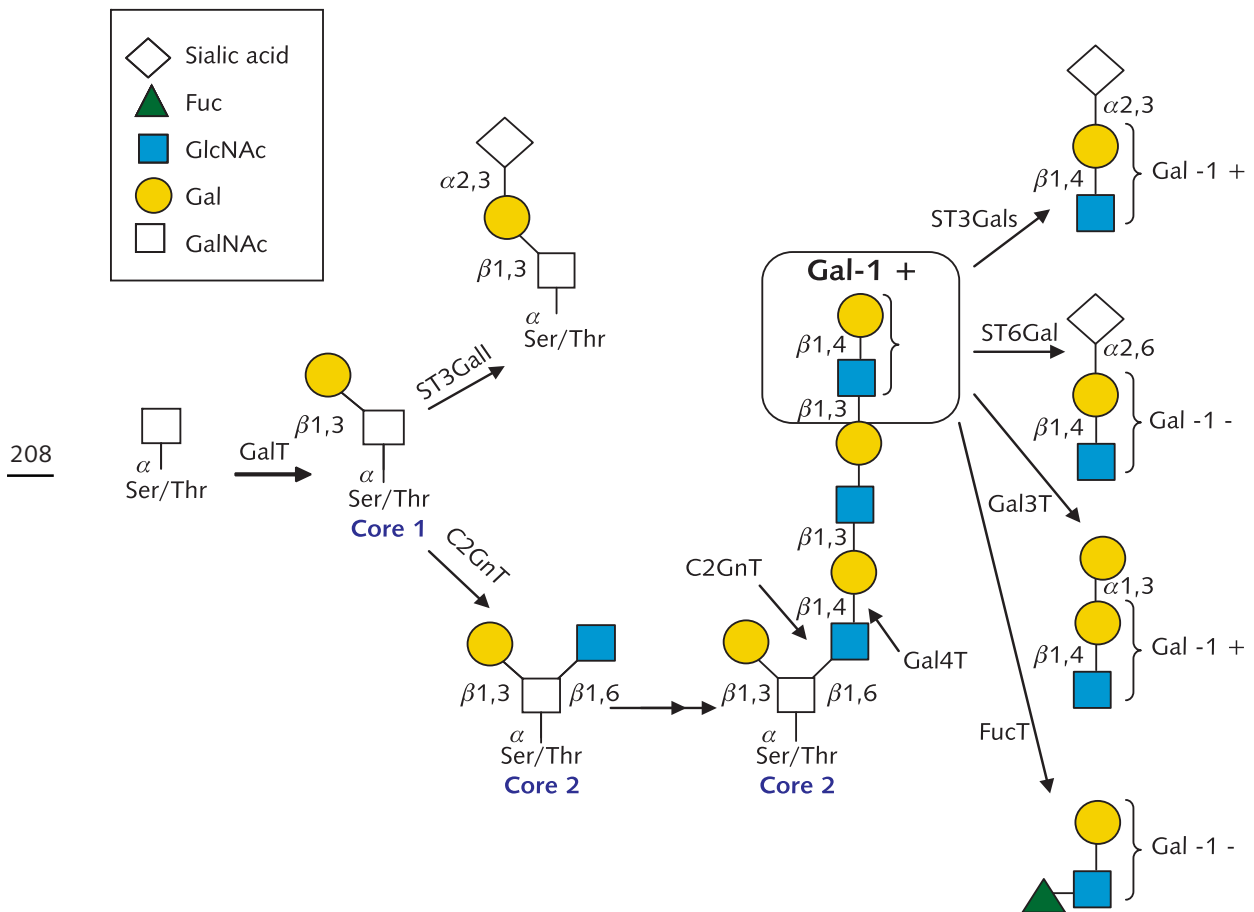 Sialic acid
Fuc
GlcNAc
Gal
GalNAc
α2,3
β1,3
α
Ser/Thr
ST3GalI
β1,3
α
Ser/Thr
Core 1
GalT
α
Ser/Thr
208
C2GnT
β1,3
β1,6
α
Ser/Thr
Core 2
Gal-1 +
β1,4
β1,3
β1,3
C2GnT
β1,4
Gal4T
β1,3
β1,6
α
Ser/Thr
Core 2
ST3Gals
α2,3
β1,4
Gal -1 +
ST6Gal
α2,6
β1,4
Gal -1 -
Gal3T
α1,3
β1,4
Gal -1 +
FucT
Gal -1 -